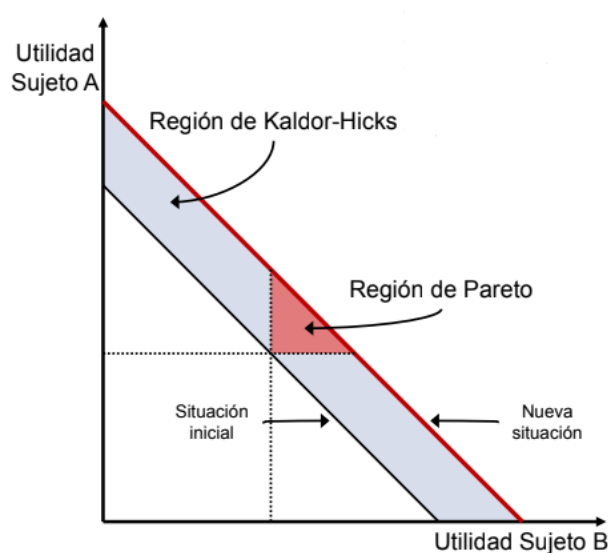 Utilidad
Sujeto A
Región de Kaldor-Hicks
Región de Pareto
Situación
inicial
Nueva
situación
Utilidad Sujeto B